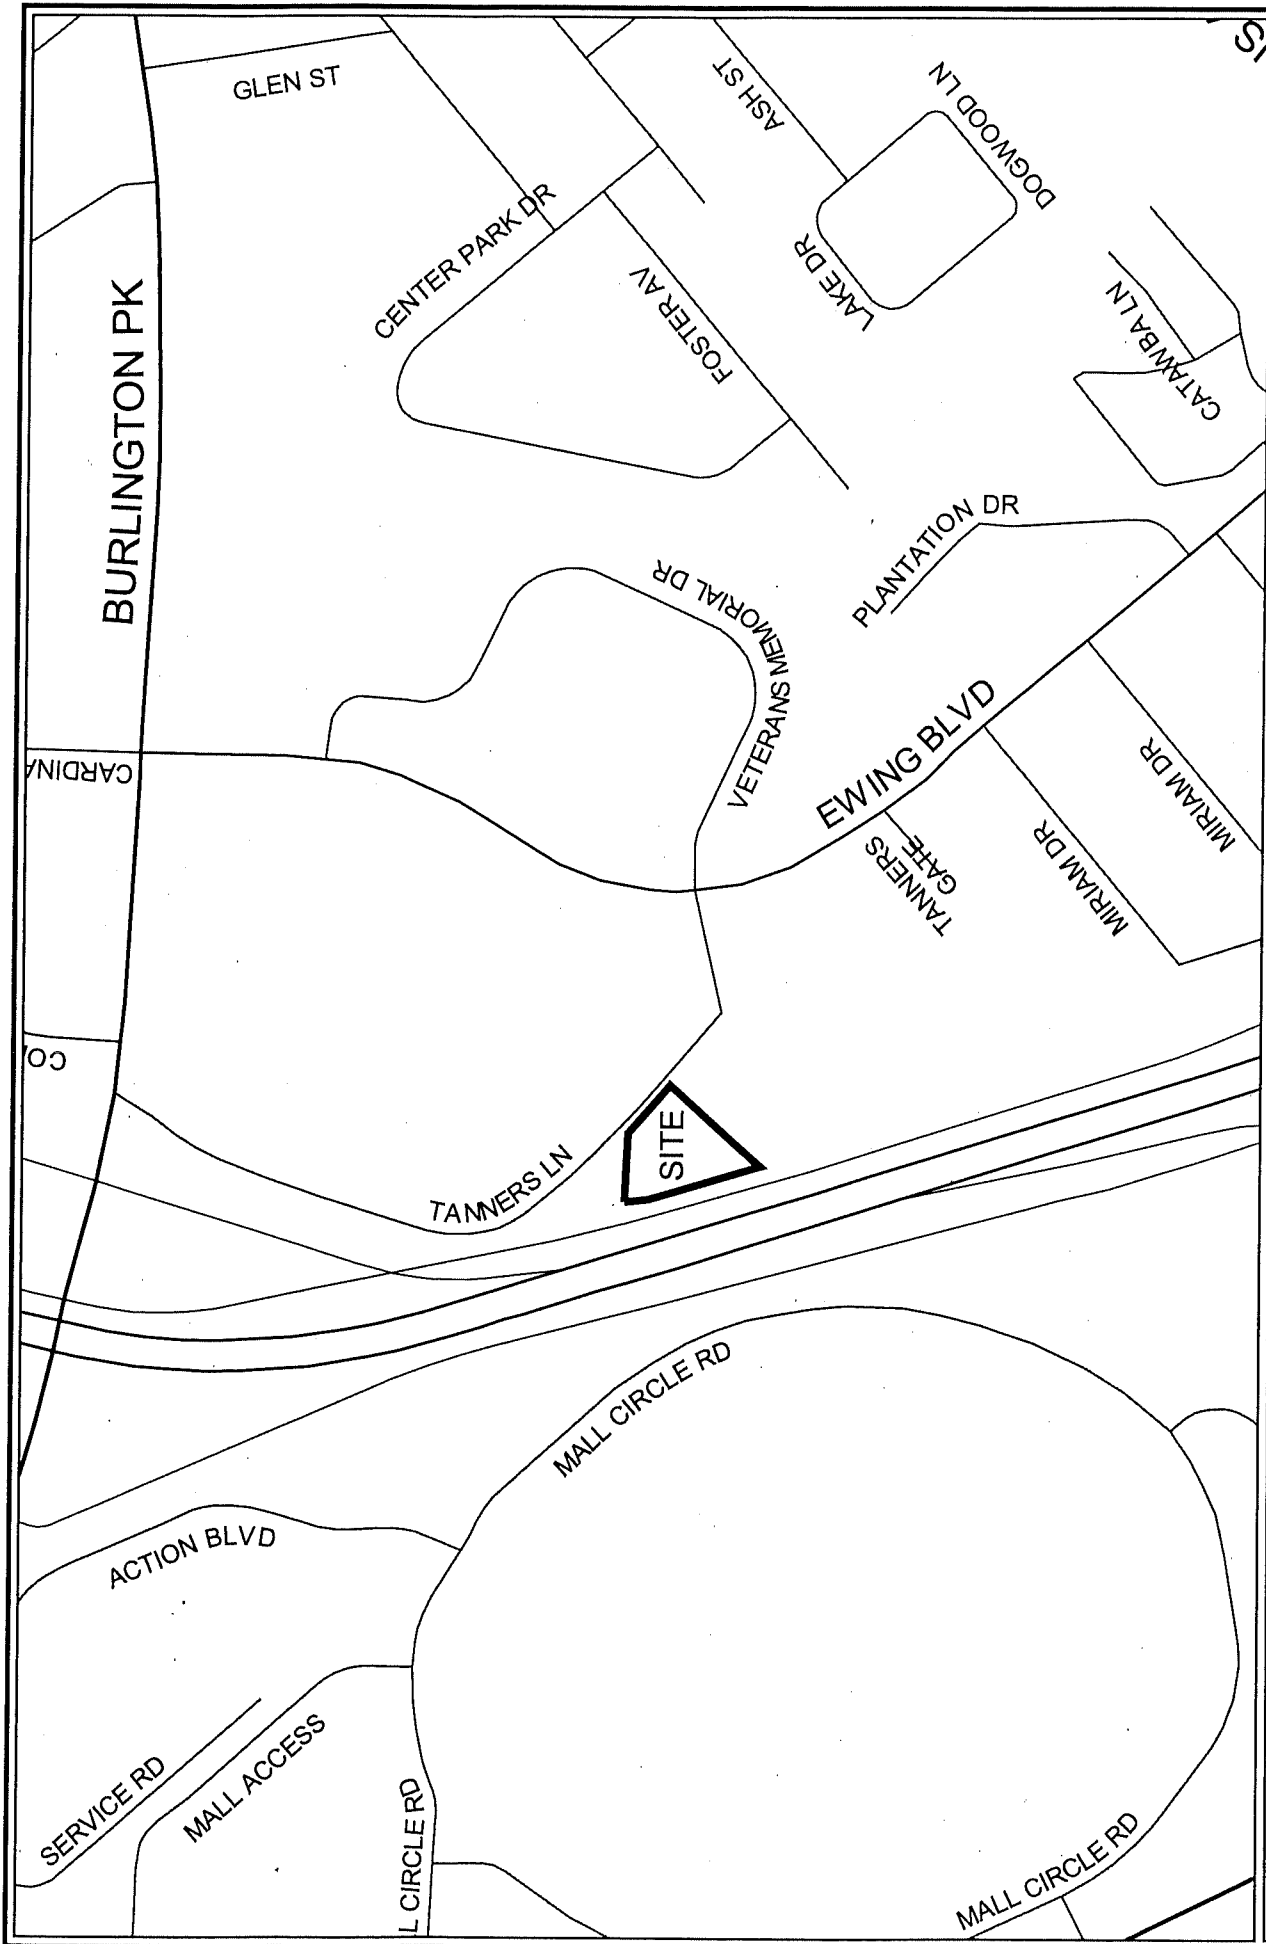 GLEN ST
ASH ST
DOGWOOD LN
CENTER PARK DR
LAKE DR
FOSTER AV
CATAWBA LN
BURLINGTON PK
PLANTATION DR
VETERANS MEMORIAL DR
EWING BLVD
MIRIAM DR
MIRIAM DR
TANNERS
GATE
CARDINA
CO
SITE
TANNERS LN
MALL CIRCLE RD
ACTION BLVD
SERVICE RD
MALL ACCESS
L CIRCLE RD
MALL CIRCLE RD